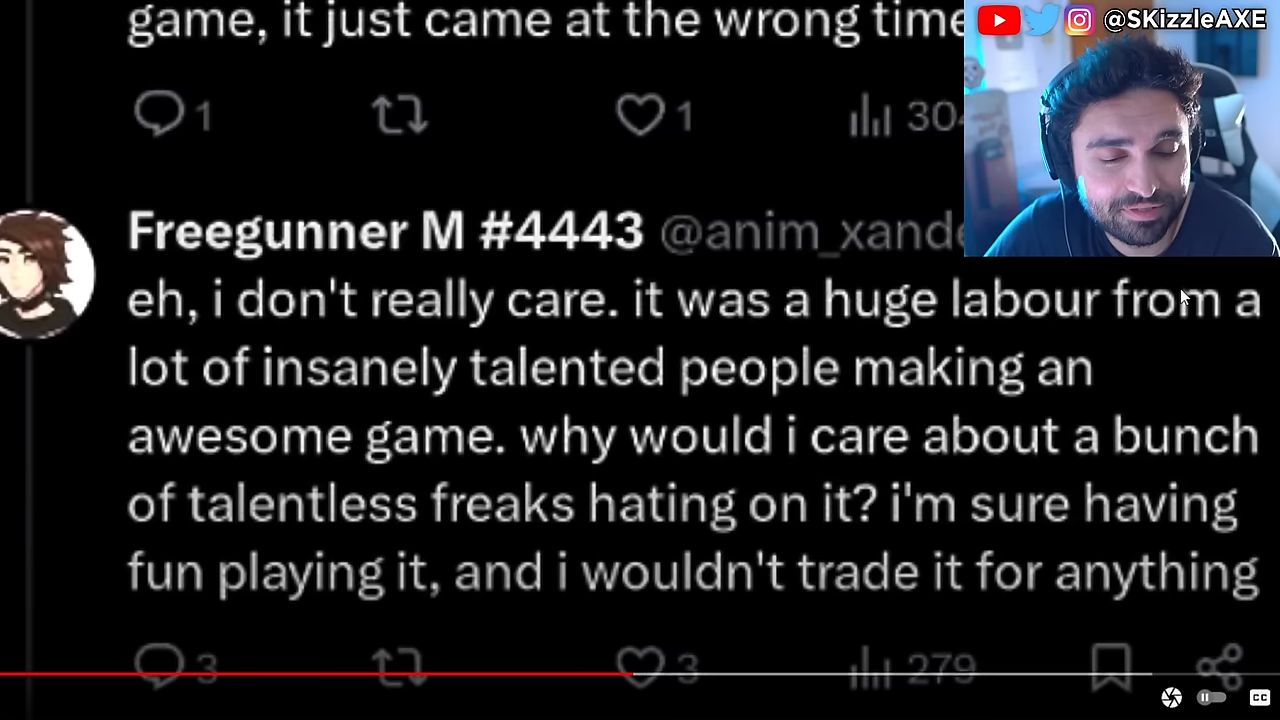 game, it just came at the wrong time
@SKizzleAXE
1
1
Freegunner M #4443
eh, i don't really care. it was a huge labour from a
lot of insanely talented people making an
awesome game. why would i care about a bunch
of talentless freaks hating on it? i'm sure having
fun playing it, and i wouldn't trade it for anything
3
3
279
CC